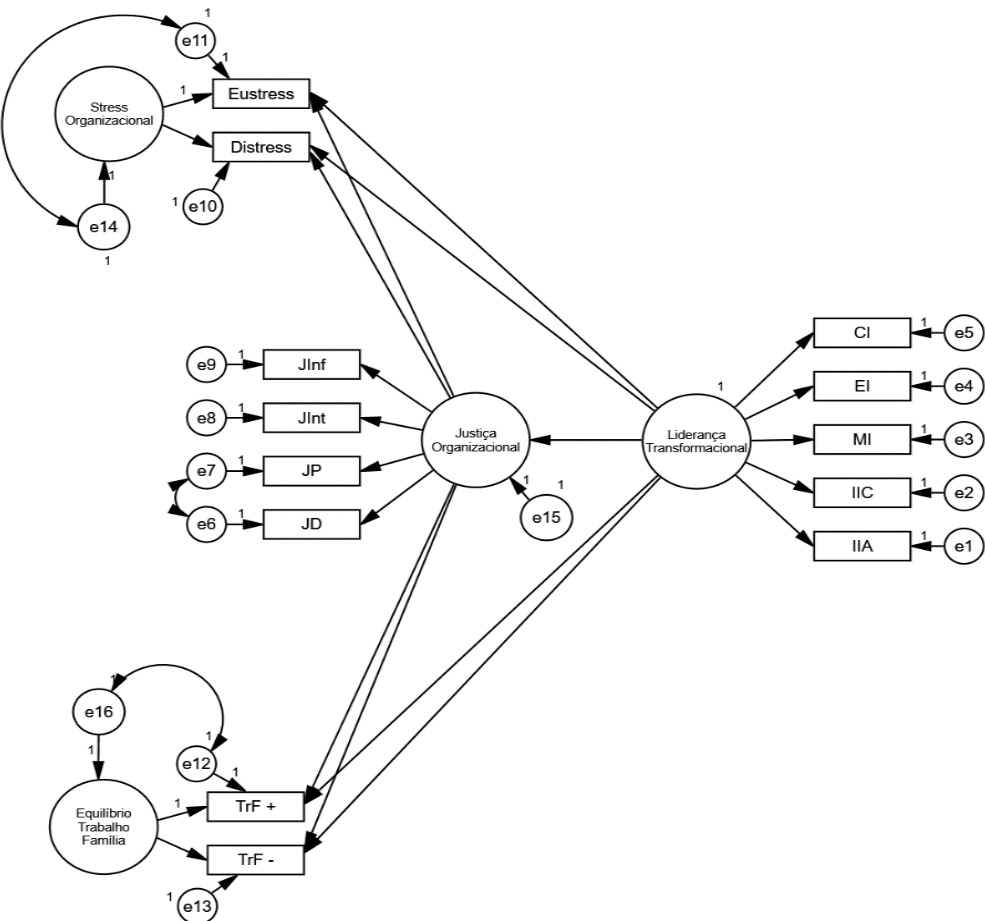 1
e11
1
Eustress
1
Stress
Organizacional
Distress
1
1
e10
e14
1
1
CI
1
e5
e9
1
JInf
1
EI
1
e4
e8
1
JInt
Justiça
Organizacional
Liderança
Transformacional
MI
1
e3
e7
1
JP
1
1
e15
IIC
1
e2
e6
1
JD
IIA
1
e1
1
e16
1
1
e12
1
Equilíbrio
Trabalho
Família
1
TrF +
TrF -
1
e13